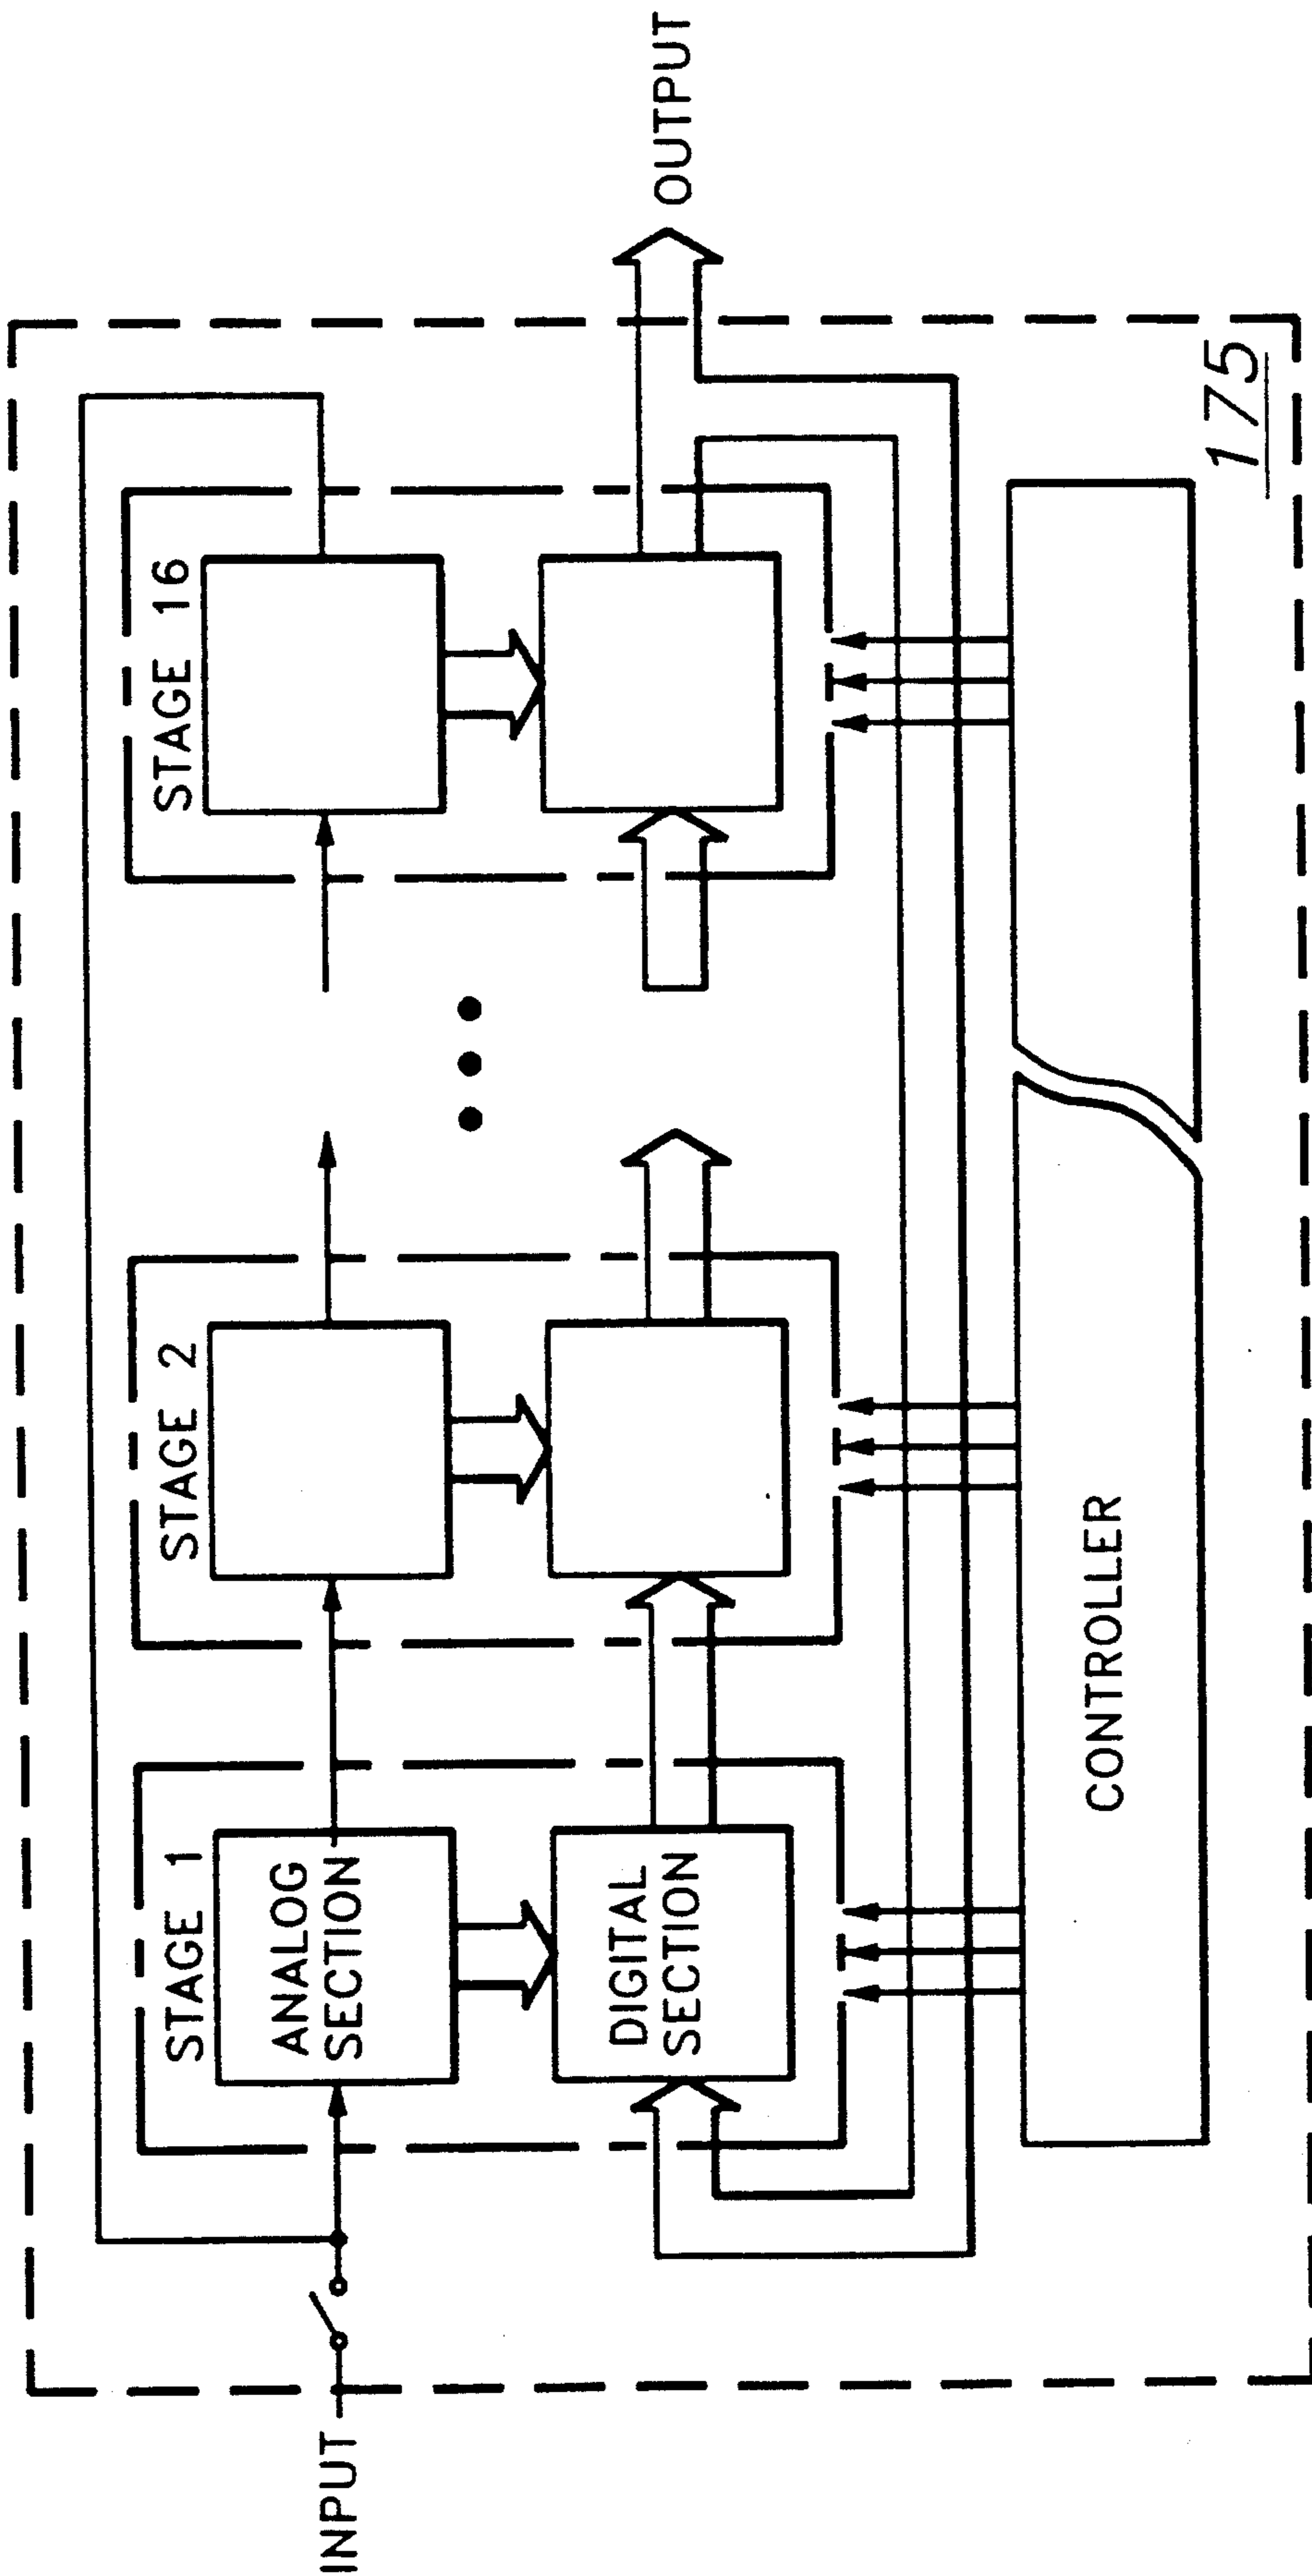 INPUT
STAGE 1
ANALOG
SECTION
DIGITAL
SECTION
STAGE 2
STAGE 16
OUTPUT
CONTROLLER
175